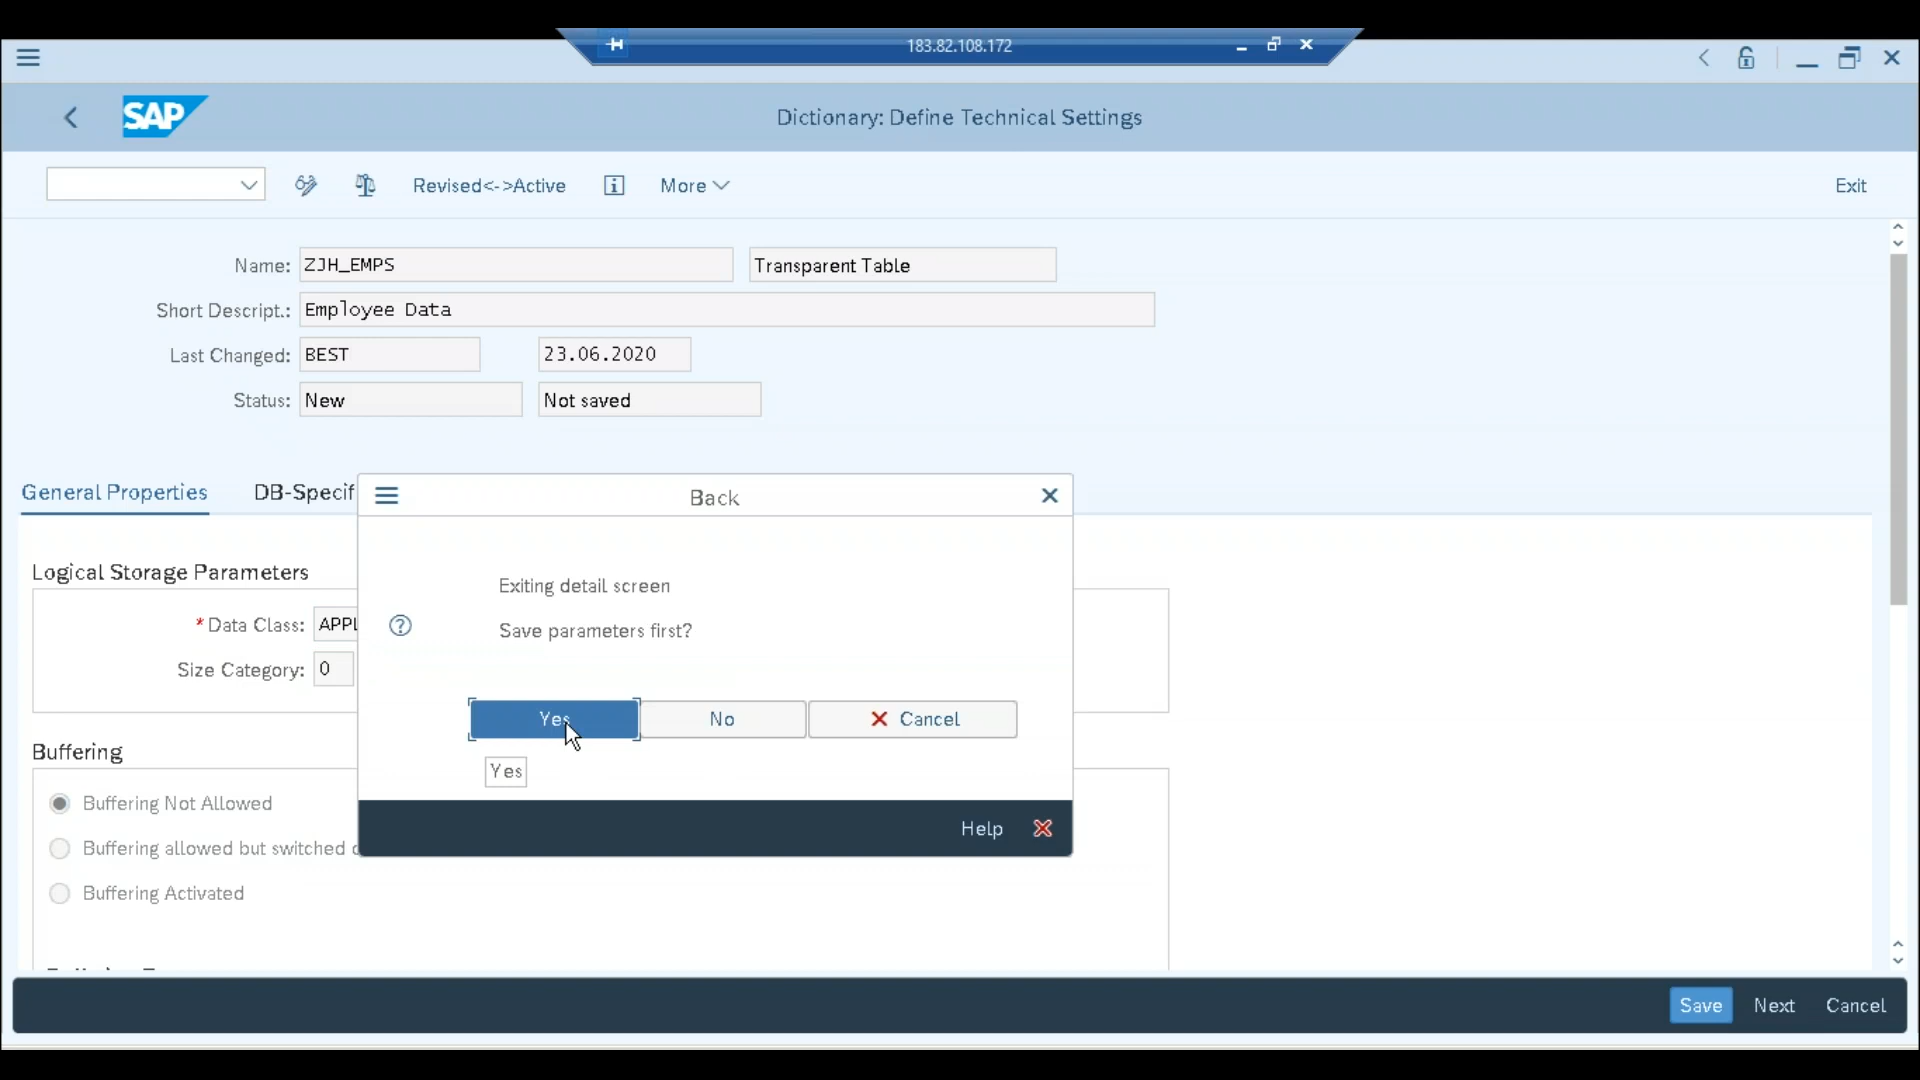 183.82.108.172
SAP
Dictionary: Define Technical Settings
Revised<->Active
More
Exit
Name: ZJH_EMPS Transparent Table
Short Descript.: Employee Data
Last Changed: BEST 23.06.2020
Status: New Not saved
General Properties DB-Specif
Back
Exiting detail screen
Save parameters first?
Yes No Cancel
Yes
Help
Logical Storage Parameters
* Data Class: APPL
Size Category: 0
Buffering
Buffering Not Allowed
Buffering allowed but switched
Buffering Activated
Save Next Cancel